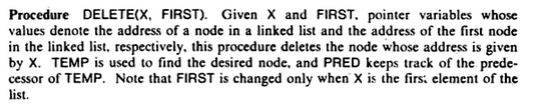 Procedure DELETE(X, FIRST). Given X and FIRST, pointer variables whose
values denote the address of a node in a linked list and the address of the first node
in the linked list, respectively, this procedure deletes the node whose address is given
by X. TEMP is used to find the desired node, and PRED keeps track of the prede-
cessor of TEMP. Note that FIRST is changed only when X is the first element of the
list.